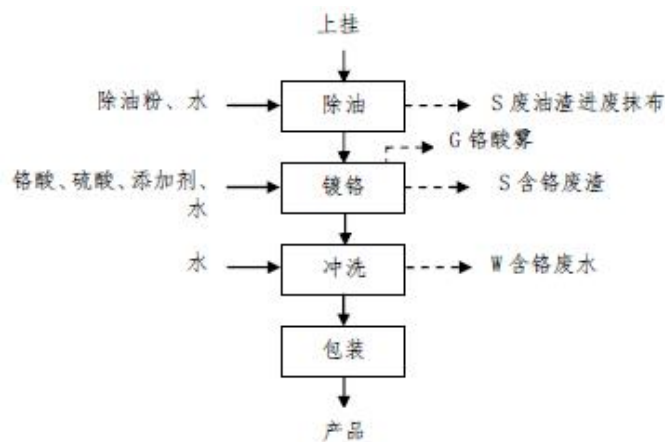 上挂
除油粉、水
除油
S 废油渣进废抹布
G 铬酸雾
铬酸、硫酸、添加剂、
水
镀铬
S 含铬废渣
水
冲洗
W 含铬废水
包装
产品